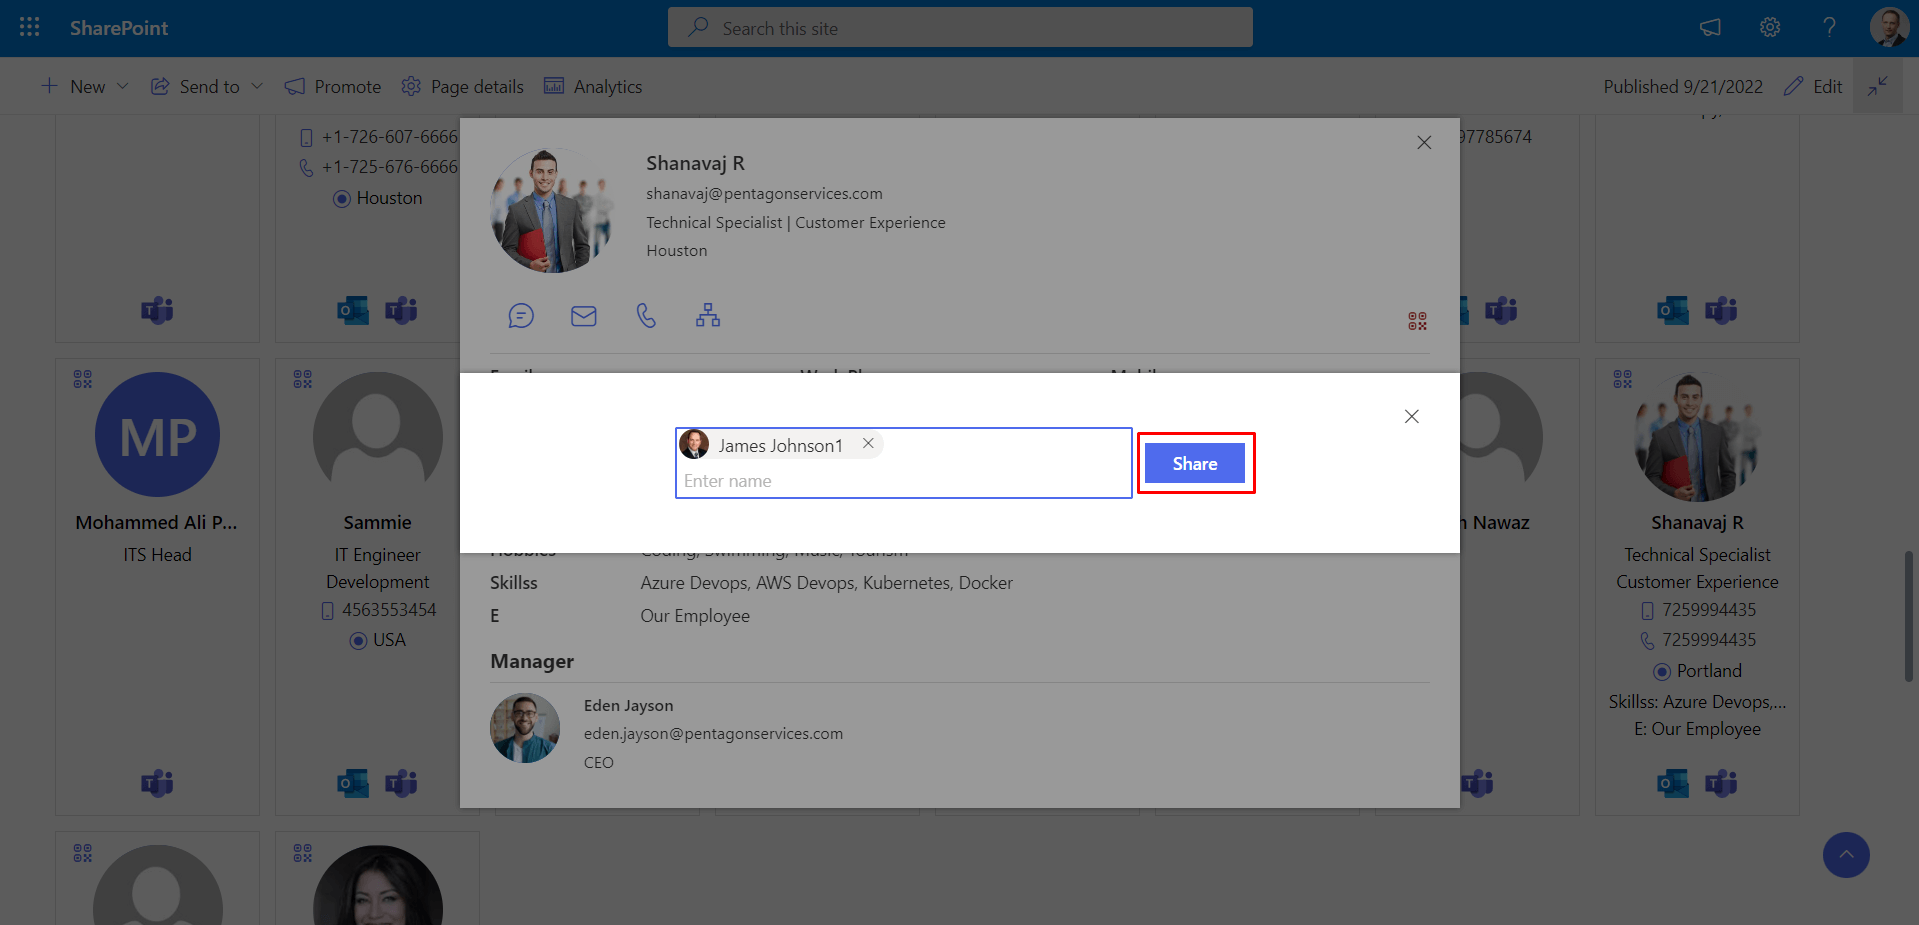 SharePoint
Search this site
New
Send to
Promote
Page details
Analytics
Published 9/21/2022
Edit
+1-726-607-6666
+1-725-676-6666
Houston
97785674
Shanavaj R
shanavaj@pentagonservices.com
Technical Specialist | Customer Experience
Houston
James Johnson1
Enter name
Share
Skillss Azure Devops, AWS Devops, Kubernetes, Docker
E Our Employee
Manager
Eden Jayson
eden.jayson@pentagonservices.com
CEO
MP
Mohammed Ali P...
ITS Head
Sammie
IT Engineer
Development
4563553454
USA
Nawaz
Shanavaj R
Technical Specialist
Customer Experience
7259994435
7259994435
Portland
Skillss: Azure Devops,...
E: Our Employee